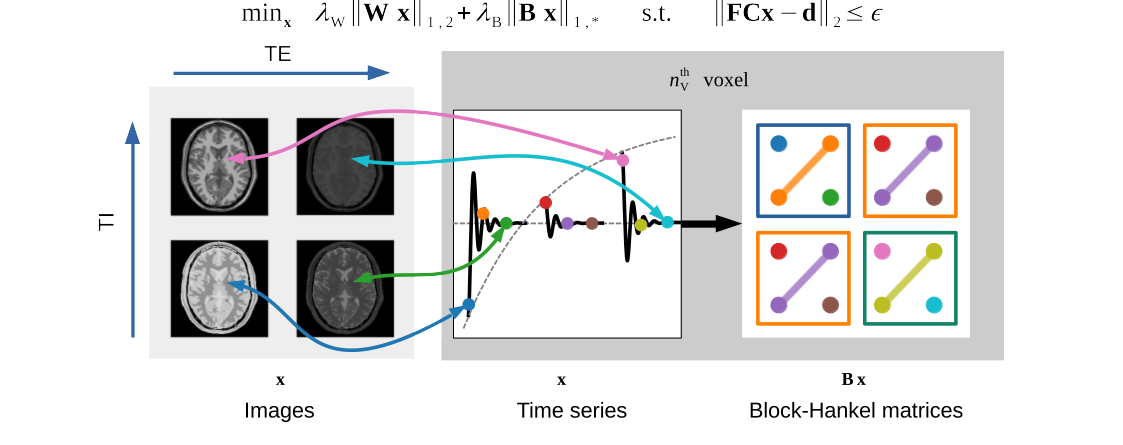 min_x λ_W ||W x||_{1,2} + λ_B ||B x||_{1,*} s.t. ||FCx − d||_2 ≤ ϵ
TE
n_V^th voxel
TI
x
x
B x
Images
Time series
Block-Hankel matrices